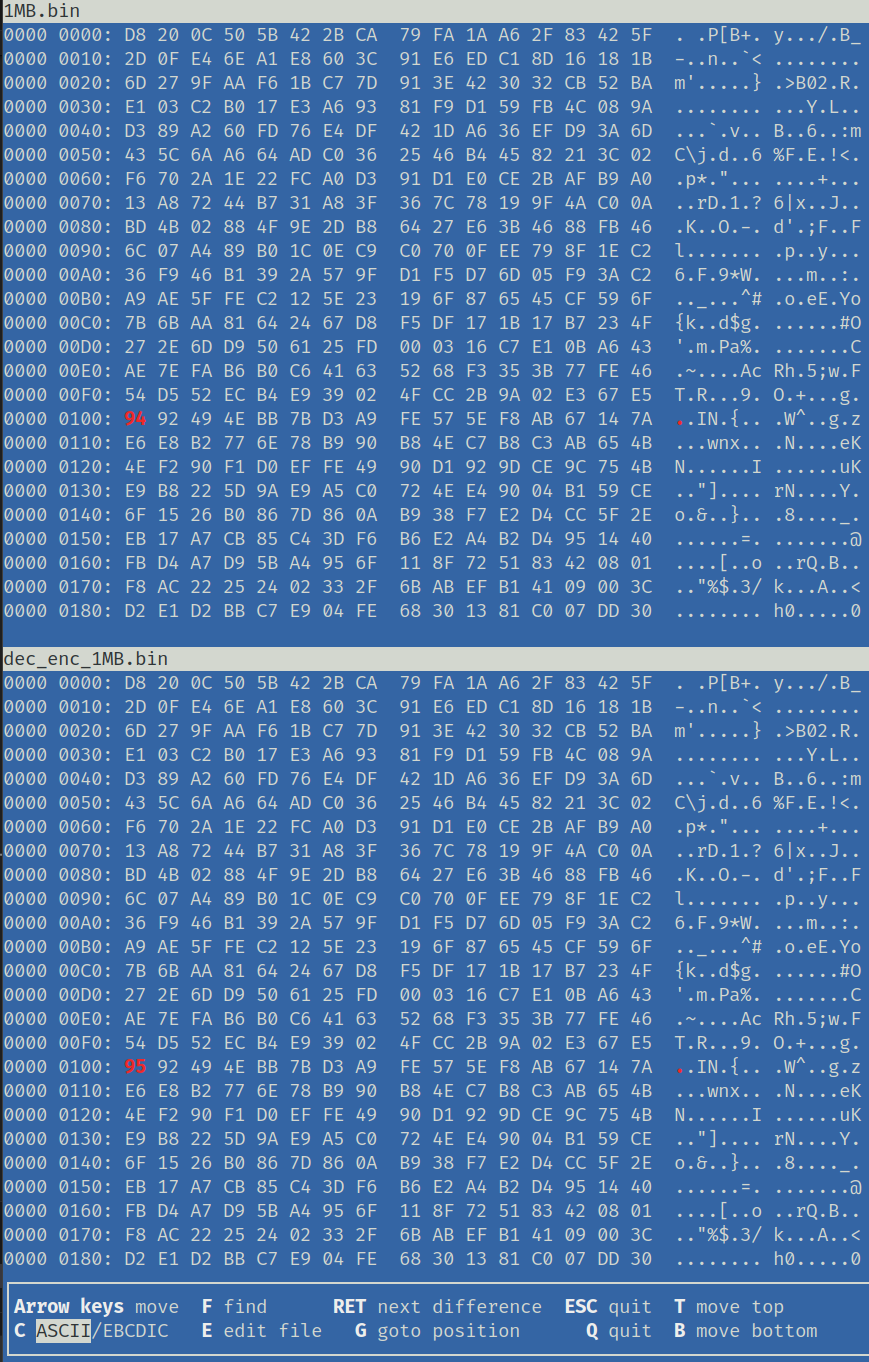 1MB.bin
0000 0000: D8 20 0C 50 5B 42 2B CA  79 FA 1A A6 2F 83 42 5F  . .P[B+. y.../.B_
0000 0010: 2D 0F E4 6E A1 E8 60 3C  91 E6 ED C1 8D 16 18 1B  -..n..`< ........
0000 0020: 6D 27 9F AA F6 1B C7 7D  91 3E 42 30 32 CB 52 BA  m'.....} .>B02.R.
0000 0030: E1 03 C2 B0 17 E3 A6 93  81 F9 D1 59 FB 4C 08 9A  ........ ...Y.L..
0000 0040: D3 89 A2 60 FD 76 E4 DF  42 1D A6 36 EF D9 3A 6D  ...`.v.. B..6..:m
0000 0050: 43 5C 6A A6 64 AD C0 36  25 46 B4 45 82 21 3C 02  C\j.d..6 %F.E.!<.
0000 0060: F6 70 2A 1E 22 FC A0 D3  91 D1 E0 CE 2B AF B9 A0  .p*."... ....+...
0000 0070: 13 A8 72 44 B7 31 A8 3F  36 7C 78 19 9F 4A C0 0A  ..rD.1.? 6|x..J..
0000 0080: BD 4B 02 88 4F 9E 2D B8  64 27 E6 3B 46 88 FB 46  .K..O.-. d'.;F..F
0000 0090: 6C 07 A4 89 B0 1C 0E C9  C0 70 0F EE 79 8F 1E C2  l....... .p..y...
0000 00A0: 36 F9 46 B1 39 2A 57 9F  D1 F5 D7 6D 05 F9 3A C2  6.F.9*W. ...m..:.
0000 00B0: A9 AE 5F FE C2 12 5E 23  19 6F 87 65 45 CF 59 6F  .._...^# .o.eE.Yo
0000 00C0: 7B 6B AA 81 64 24 67 D8  F5 DF 17 1B 17 B7 23 4F  {k..d$g. ......#O
0000 00D0: 27 2E 6D D9 50 61 25 FD  00 03 16 C7 E1 0B A6 43  '.m.Pa%. .......C
0000 00E0: AE 7E FA B6 B0 C6 41 63  52 68 F3 35 3B 77 FE 46  .~....Ac Rh.5;w.F
0000 00F0: 54 D5 52 EC B4 E9 39 02  4F CC 2B 9A 02 E3 67 E5  T.R...9. O.+...g.
0000 0100: 94 92 49 4E BB 7B D3 A9  FE 57 5E F8 AB 67 14 7A  ..IN.{.. .W^..g.z
0000 0110: E6 E8 B2 77 6E 78 B9 90  B8 4E C7 B8 C3 AB 65 4B  ...wnx.. .N....eK
0000 0120: 4E F2 90 F1 D0 EF FE 49  90 D1 92 9D CE 9C 75 4B  N......I ......uK
0000 0130: E9 B8 22 5D 9A E9 A5 C0  72 4E E4 90 04 B1 59 CE  .."].... rN....Y.
0000 0140: 6F 15 26 B0 86 7D 86 0A  B9 38 F7 E2 D4 CC 5F 2E  o.&..}.. .8...._.
0000 0150: EB 17 A7 CB 85 C4 3D F6  B6 E2 A4 B2 D4 95 14 40  ......=. .......@
0000 0160: FB D4 A7 D9 5B A4 95 6F  11 8F 72 51 83 42 08 01  ....[..o ..rQ.B..
0000 0170: F8 AC 22 25 24 02 33 2F  6B AB EF B1 41 09 00 3C  .."%$.3/ k...A..<
0000 0180: D2 E1 D2 BB C7 E9 04 FE  68 30 13 81 C0 07 DD 30  ........ h0.....0
dec_enc_1MB.bin
0000 0000: D8 20 0C 50 5B 42 2B CA  79 FA 1A A6 2F 83 42 5F  . .P[B+. y.../.B_
0000 0010: 2D 0F E4 6E A1 E8 60 3C  91 E6 ED C1 8D 16 18 1B  -..n..`< ........
0000 0020: 6D 27 9F AA F6 1B C7 7D  91 3E 42 30 32 CB 52 BA  m'.....} .>B02.R.
0000 0030: E1 03 C2 B0 17 E3 A6 93  81 F9 D1 59 FB 4C 08 9A  ........ ...Y.L..
0000 0040: D3 89 A2 60 FD 76 E4 DF  42 1D A6 36 EF D9 3A 6D  ...`.v.. B..6..:m
0000 0050: 43 5C 6A A6 64 AD C0 36  25 46 B4 45 82 21 3C 02  C\j.d..6 %F.E.!<.
0000 0060: F6 70 2A 1E 22 FC A0 D3  91 D1 E0 CE 2B AF B9 A0  .p*."... ....+...
0000 0070: 13 A8 72 44 B7 31 A8 3F  36 7C 78 19 9F 4A C0 0A  ..rD.1.? 6|x..J..
0000 0080: BD 4B 02 88 4F 9E 2D B8  64 27 E6 3B 46 88 FB 46  .K..O.-. d'.;F..F
0000 0090: 6C 07 A4 89 B0 1C 0E C9  C0 70 0F EE 79 8F 1E C2  l....... .p..y...
0000 00A0: 36 F9 46 B1 39 2A 57 9F  D1 F5 D7 6D 05 F9 3A C2  6.F.9*W. ...m..:.
0000 00B0: A9 AE 5F FE C2 12 5E 23  19 6F 87 65 45 CF 59 6F  .._...^# .o.eE.Yo
0000 00C0: 7B 6B AA 81 64 24 67 D8  F5 DF 17 1B 17 B7 23 4F  {k..d$g. ......#O
0000 00D0: 27 2E 6D D9 50 61 25 FD  00 03 16 C7 E1 0B A6 43  '.m.Pa%. .......C
0000 00E0: AE 7E FA B6 B0 C6 41 63  52 68 F3 35 3B 77 FE 46  .~....Ac Rh.5;w.F
0000 00F0: 54 D5 52 EC B4 E9 39 02  4F CC 2B 9A 02 E3 67 E5  T.R...9. O.+...g.
0000 0100: 95 92 49 4E BB 7B D3 A9  FE 57 5E F8 AB 67 14 7A  ..IN.{.. .W^..g.z
0000 0110: E6 E8 B2 77 6E 78 B9 90  B8 4E C7 B8 C3 AB 65 4B  ...wnx.. .N....eK
0000 0120: 4E F2 90 F1 D0 EF FE 49  90 D1 92 9D CE 9C 75 4B  N......I ......uK
0000 0130: E9 B8 22 5D 9A E9 A5 C0  72 4E E4 90 04 B1 59 CE  .."].... rN....Y.
0000 0140: 6F 15 26 B0 86 7D 86 0A  B9 38 F7 E2 D4 CC 5F 2E  o.&..}.. .8...._.
0000 0150: EB 17 A7 CB 85 C4 3D F6  B6 E2 A4 B2 D4 95 14 40  ......=. .......@
0000 0160: FB D4 A7 D9 5B A4 95 6F  11 8F 72 51 83 42 08 01  ....[..o ..rQ.B..
0000 0170: F8 AC 22 25 24 02 33 2F  6B AB EF B1 41 09 00 3C  .."%$.3/ k...A..<
0000 0180: D2 E1 D2 BB C7 E9 04 FE  68 30 13 81 C0 07 DD 30  ........ h0.....0
Arrow keys move  F find      RET next difference  ESC quit  T move top
C ASCII/EBCDIC   E edit file   G goto position      Q quit  B move bottom